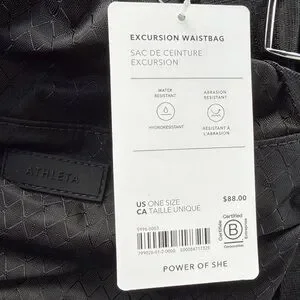 EXCURSION WAISTBAG
SAC DE CEINTURE
EXCURSION
WATER
RESISTANT
HYDRORÉSISTANT
ABRASION
RESISTANT
RÉSISTANT À
L'ABRASION
US ONE SIZE
CA TAILLE UNIQUE
$88.00
ATHLETA
Certified
B
Corporation
POWER OF SHE